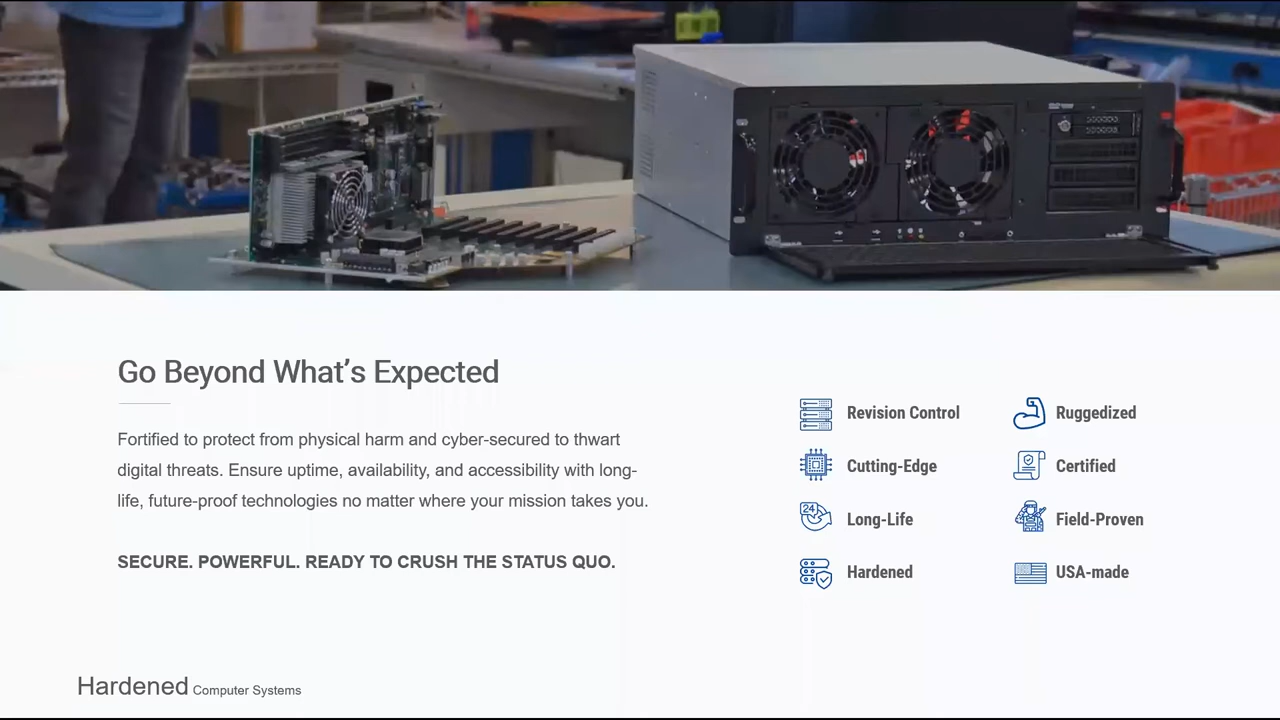 Go Beyond What's Expected
Fortified to protect from physical harm and cyber-secured to thwart
digital threats. Ensure uptime, availability, and accessibility with long-
life, future-proof technologies no matter where your mission takes you.
SECURE. POWERFUL. READY TO CRUSH THE STATUS QUO.
Revision Control
Ruggedized
Cutting-Edge
Certified
24
Long-Life
Field-Proven
Hardened
USA-made
Hardened Computer Systems